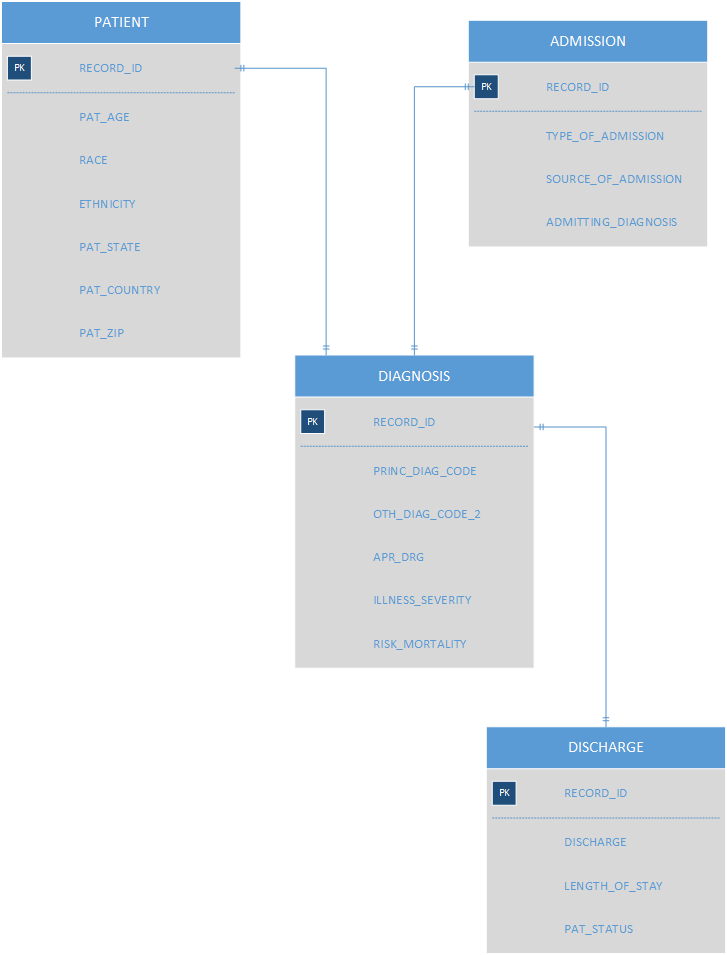 PATIENT
PK RECORD_ID
PAT_AGE
RACE
ETHNICITY
PAT_STATE
PAT_COUNTRY
PAT_ZIP
ADMISSION
PK RECORD_ID
TYPE_OF_ADMISSION
SOURCE_OF_ADMISSION
ADMITTING_DIAGNOSIS
DIAGNOSIS
PK RECORD_ID
PRINC_DIAG_CODE
OTH_DIAG_CODE_2
APR_DRG
ILLNESS_SEVERITY
RISK_MORTALITY
DISCHARGE
PK RECORD_ID
DISCHARGE
LENGTH_OF_STAY
PAT_STATUS